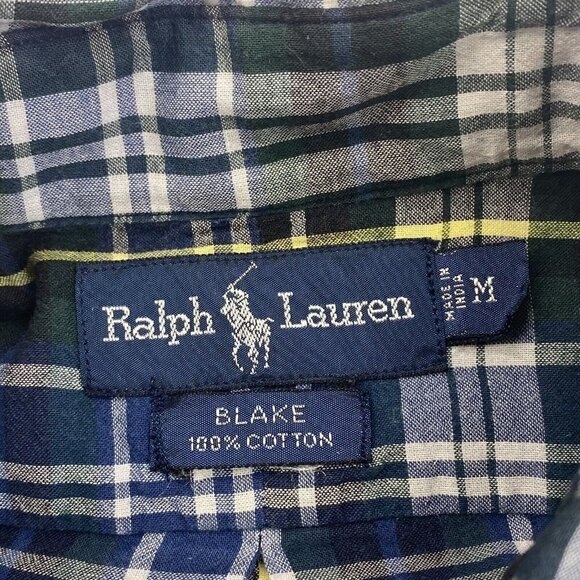 Ralph Lauren
MADE IN
INDIA
M
BLAKE
100% COTTON